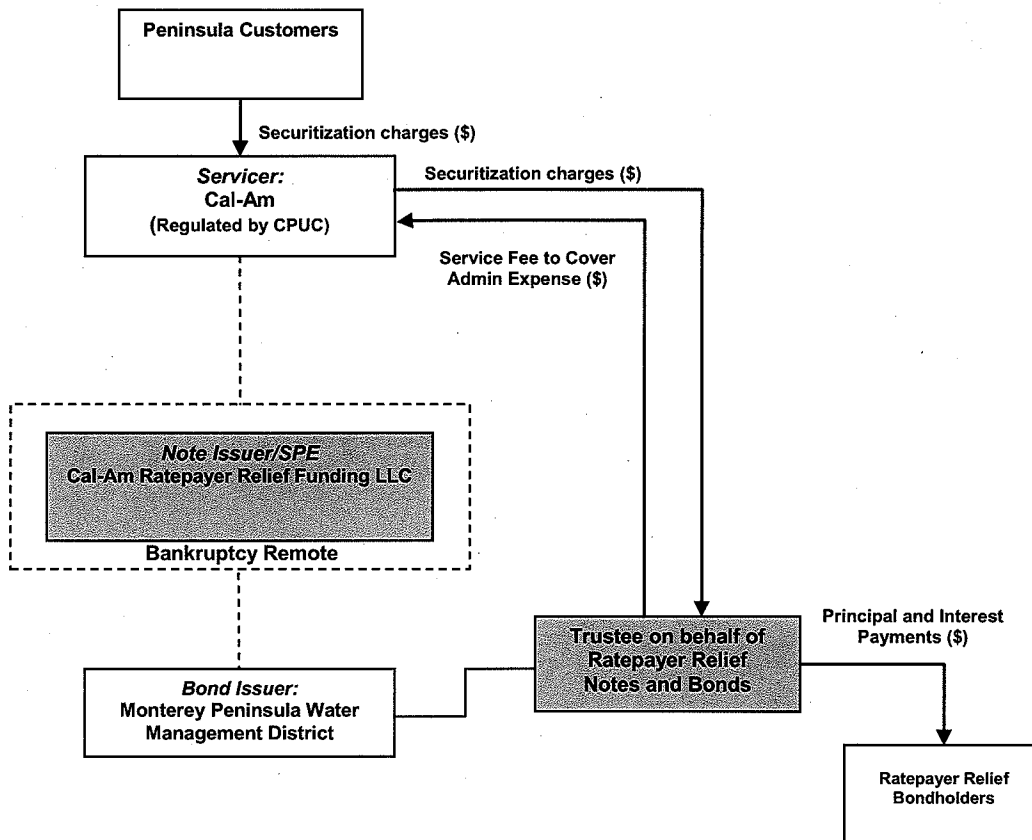 Peninsula Customers
Securitization charges ($)
Servicer:
Cal-Am
(Regulated by CPUC)
Securitization charges ($)
Service Fee to Cover
Admin Expense ($)
Note Issuer/SPE
Cal-Am Ratepayer Relief Funding LLC
Bankruptcy Remote
Bond Issuer:
Monterey Peninsula Water
Management District
Trustee on behalf of
Ratepayer Relief
Notes and Bonds
Principal and Interest
Payments ($)
Ratepayer Relief
Bondholders